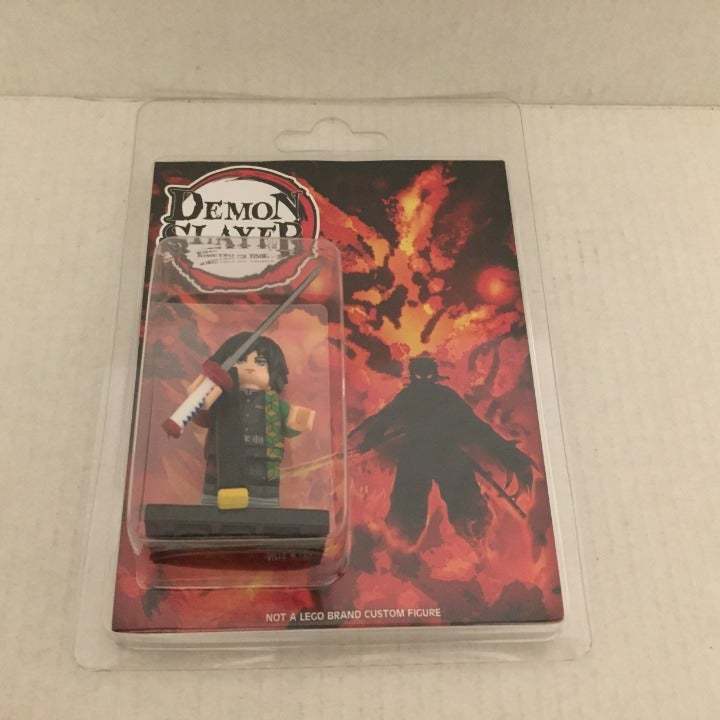 DEMON
SLAYER
NOT A LEGO BRAND CUSTOM FIGURE